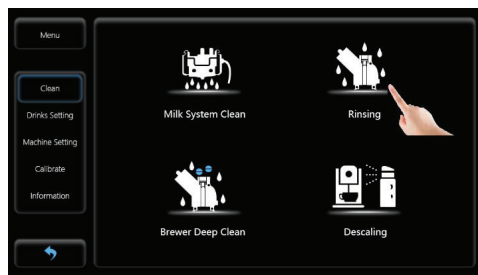 Menu
Clean
Drinks Setting
Machine Setting
Calibrate
Information
Milk System Clean
Rinsing
Brewer Deep Clean
Descaling